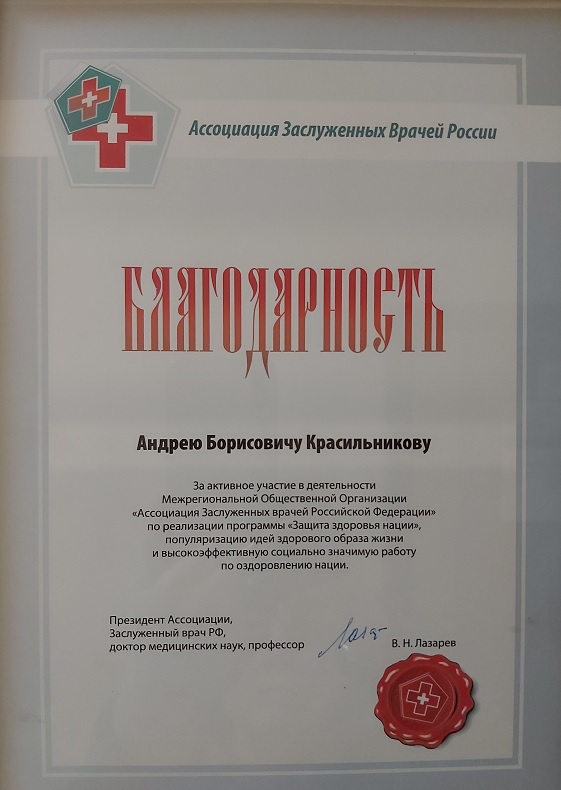 Ассоциация Заслуженных Врачей России
БЛАГОДАРНОСТЬ
Андрею Борисовичу Красильникову
За активное участие в деятельности
Межрегиональной Общественной Организации
«Ассоциация Заслуженных врачей Российской Федерации»
по реализации программы «Защита здоровья нации»,
популяризацию идей здорового образа жизни
и высокоэффективную социально значимую работу
по оздоровлению нации.
Президент Ассоциации,
Заслуженный врач РФ,
доктор медицинских наук, профессор
В. Н. Лазарев